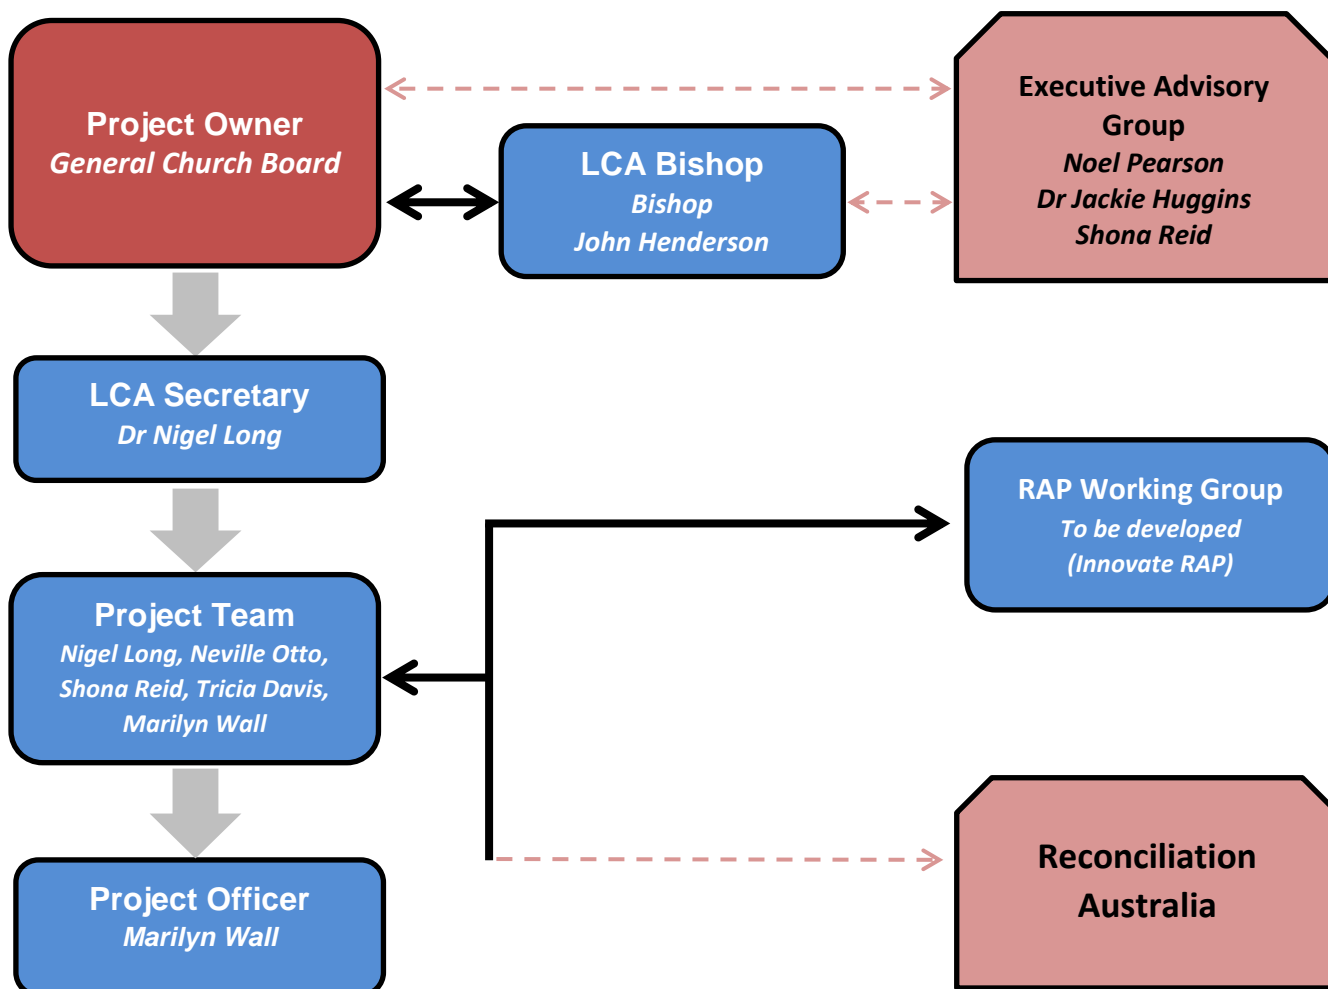 Project Owner
General Church Board
LCA Bishop
Bishop
John Henderson
Executive Advisory
Group
Noel Pearson
Dr Jackie Huggins
Shona Reid
LCA Secretary
Dr Nigel Long
RAP Working Group
To be developed
(Innovate RAP)
Project Team
Nigel Long, Neville Otto,
Shona Reid, Tricia Davis,
Marilyn Wall
Reconciliation
Australia
Project Officer
Marilyn Wall